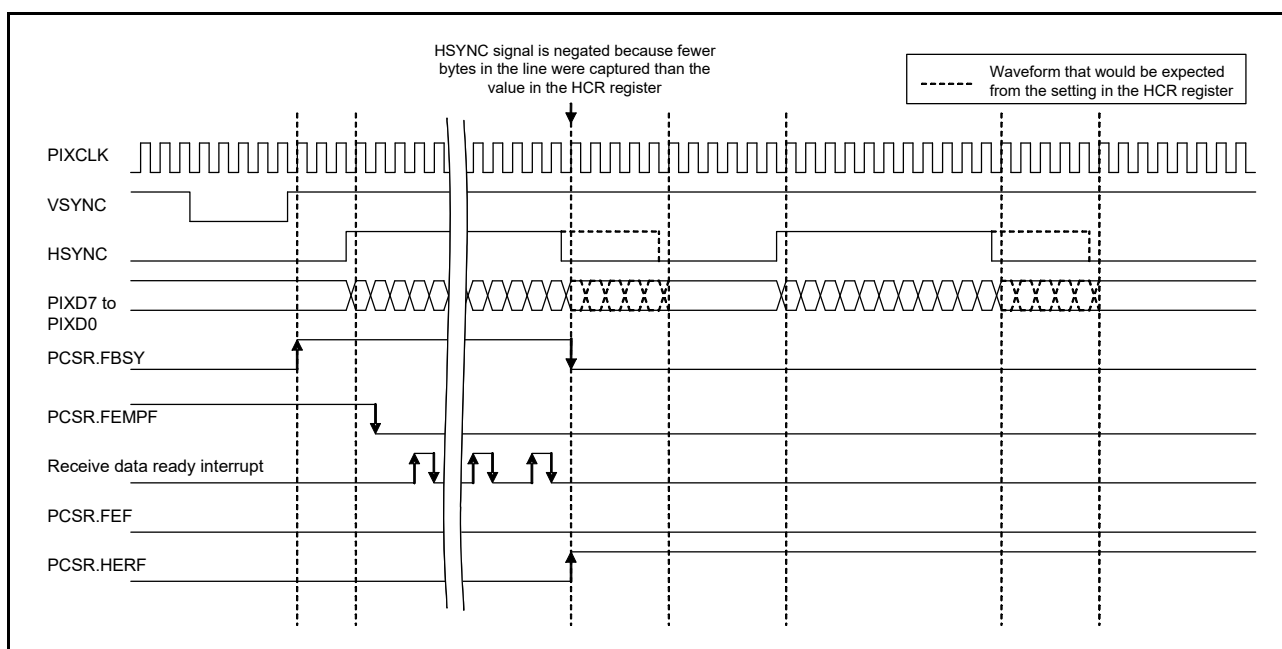 HSYNC signal is negated because fewer
bytes in the line were captured than the
value in the HCR register
Waveform that would be expected
from the setting in the HCR register
PIXCLK
VSYNC
HSYNC
PIXD7 to
PIXD0
PCSR.FBSY
PCSR.FEMPF
Receive data ready interrupt
PCSR.FEF
PCSR.HERF